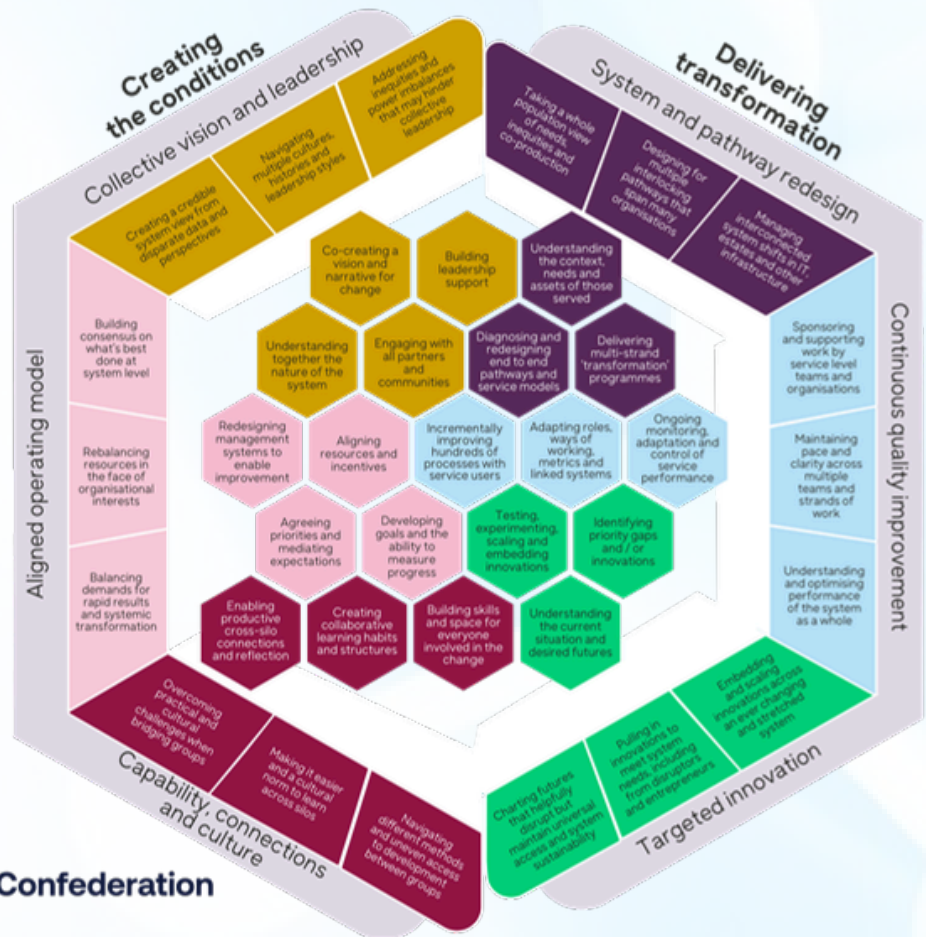 Creating
the conditions
Collective vision and leadership
Creating a credible
system view from
disparate data and
perspectives
Navigating
multiple cultures,
histories and
leadership styles
Addressing
inequities and
power imbalances
that may hinder
collective
leadership
Delivering
transformation
System and pathway redesign
Taking a whole
population view
of needs,
inequities and
co-production
Designing for
multiple
interlocking
pathways that
span many
organisations
Managing
interconnected
system shifts in IT,
estates and other
infrastructure
Aligned operating model
Building
consensus on
what's best
done at
system level
Rebalancing
resources in
the face of
organisational
interests
Balancing
demands for
rapid results
and systemic
transformation
Co-creating a
vision and
narrative for
change
Building
leadership
support
Understanding
the context,
needs and
assets of those
served
Understanding
together the
nature of the
system
Engaging with
all partners
and
communities
Diagnosing and
redesigning
end to end
pathways and
service models
Delivering
multi-strand
'transformation'
programmes
Redesigning
management
systems to
enable
improvement
Aligning
resources and
incentives
Incrementally
improving
hundreds of
processes with
service users
Adapting roles,
ways of
working,
metrics and
linked systems
Ongoing
monitoring,
adaptation and
control of
service
performance
Agreeing
priorities and
mediating
expectations
Developing
goals and the
ability to
measure
progress
Testing,
experimenting,
scaling and
embedding
innovations
Identifying
priority gaps
and / or
innovations
Enabling
productive
cross-silo
connections
and reflection
Creating
collaborative
learning habits
and structures
Building skills
and space for
everyone
involved in the
change
Understanding
the current
situation and
desired futures
Continuous quality improvement
Sponsoring
and supporting
work by
service level
teams and
organisations
Maintaining
pace and
clarity across
multiple
teams and
strands of
work
Understanding
and optimising
performance
of the system
as a whole
Capability, connections
and culture
Overcoming
practical and
cultural
challenges when
bridging groups
Making it easier
and a cultural
norm to learn
across silos
Navigating
different methods
and uneven access
to development
between groups
Targeted innovation
Charting futures
that helpfully
disrupt but
maintain universal
access and system
sustainability
Pulling in
innovations to
meet system
needs, including
from disruptors
and entrepreneurs
Embedding
and scaling
innovations across
an ever changing
and stretched
system
Confederation